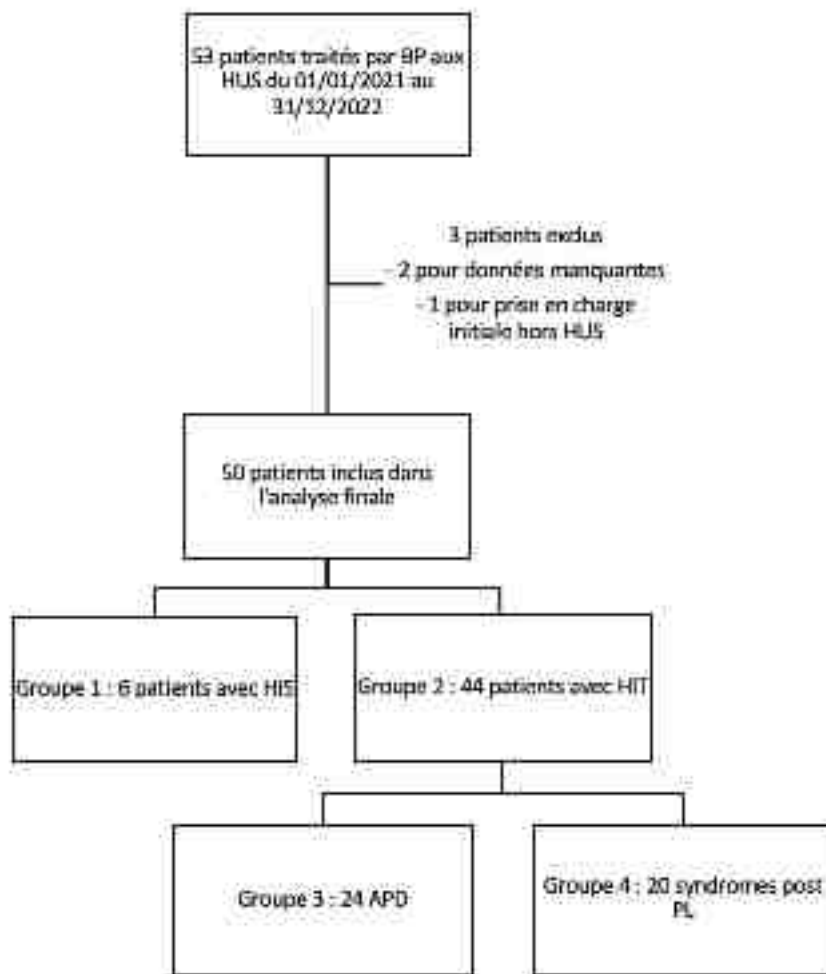 53 patients traités par BP aux
HUS du 01/01/2021 au
31/12/2022
3 patients exclus
- 2 pour données manquantes
- 1 pour prise en charge
initiale hors HUS
50 patients inclus dans
l'analyse finale
Groupe 1 : 6 patients avec HIS
Groupe 2 : 44 patients avec HIT
Groupe 3 : 24 APD
Groupe 4 : 20 syndromes post
PL